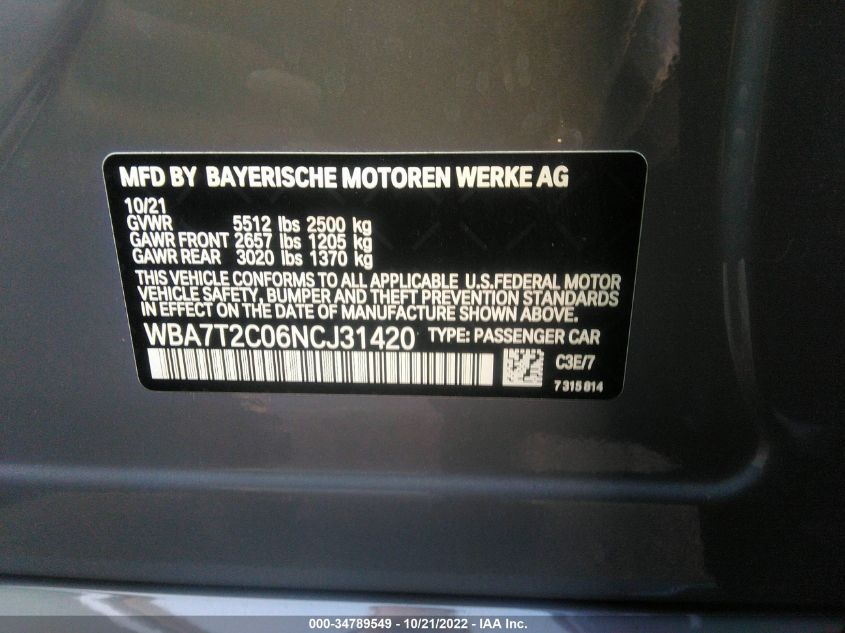 MFD BY BAYERISCHE MOTOREN WERKE AG
10/21
GVWR 5512 lbs 2500 kg
GAWR FRONT 2657 lbs 1205 kg
GAWR REAR 3020 lbs 1370 kg
THIS VEHICLE CONFORMS TO ALL APPLICABLE U.S.FEDERAL MOTOR
VEHICLE SAFETY, BUMPER AND THEFT PREVENTION STANDARDS
IN EFFECT ON THE DATE OF MANUFACTURE SHOWN ABOVE.
WBA7T2C06NCJ31420 TYPE: PASSENGER CAR
C3E/7
7315814
000-34789549 - 10/21/2022 - IAA Inc.